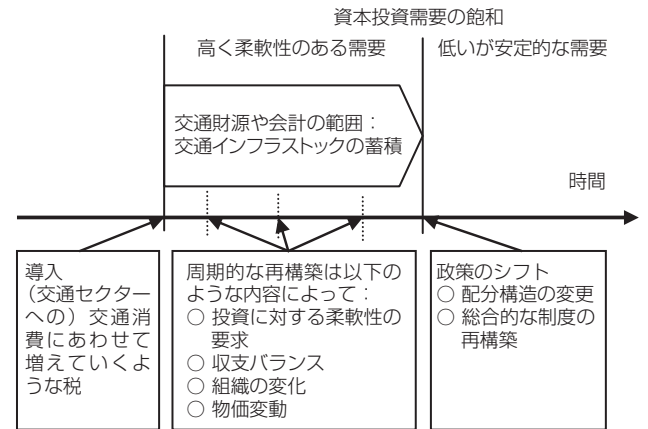 資本投資需要の飽和
高く柔軟性のある需要
低いが安定的な需要
交通財源や会計の範囲：
交通インフラストックの蓄積
時間
導入
（交通セクター
への）交通消
費にあわせて
増えていくよ
うな税
周期的な再構築は以下の
ような内容によって：
○ 投資に対する柔軟性の
要求
○ 収支バランス
○ 組織の変化
○ 物価変動
政策のシフト
○ 配分構造の変更
○ 総合的な制度の
再構築